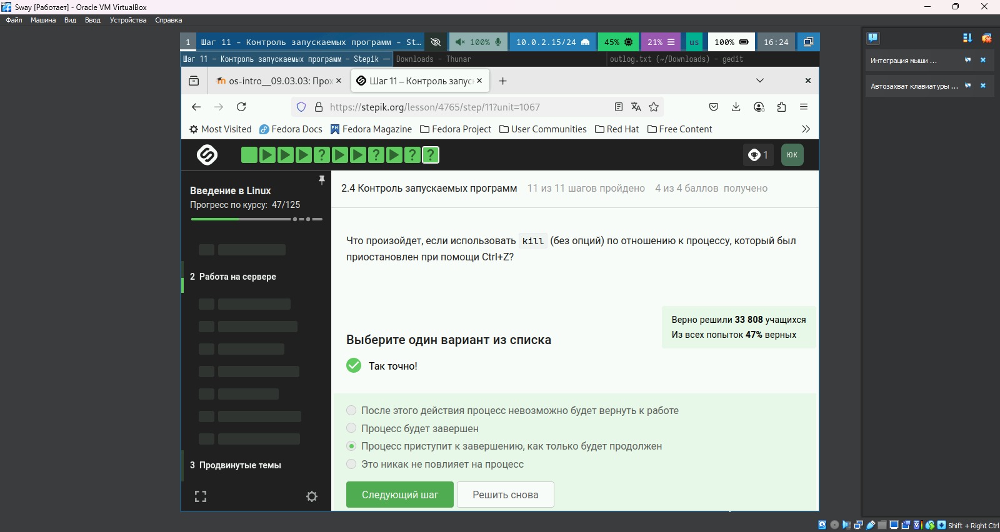 Sway [Работает] - Oracle VM VirtualBox
Файл Машина Вид Ввод Устройства Справка
1 Шаг 11 – Контроль запускаемых программ – St… 100% 10.0.2.15/24 45% 21% us 100% 16:24
Шаг 11 – Контроль запускаемых программ – Stepik — Downloads – Thunar outlog.txt (~/Downloads) – gedit
os-intro__09.03.03: Прох Шаг 11 – Контроль запус
https://stepik.org/lesson/4765/step/11?unit=1067
Most Visited Fedora Docs Fedora Magazine Fedora Project User Communities Red Hat Free Content
1 ЮК
Введение в Linux
Прогресс по курсу: 47/125
2 Работа на сервере
3 Продвинутые темы
2.4 Контроль запускаемых программ 11 из 11 шагов пройдено 4 из 4 баллов получено
Что произойдет, если использовать kill (без опций) по отношению к процессу, который был
приостановлен при помощи Ctrl+Z?
Верно решили 33 808 учащихся
Из всех попыток 47% верных
Выберите один вариант из списка
Так точно!
После этого действия процесс невозможно будет вернуть к работе
Процесс будет завершен
Процесс приступит к завершению, как только будет продолжен
Это никак не повлияет на процесс
Следующий шаг Решить снова
Интеграция мыши ...
Автозахват клавиатуры ...
Shift + Right Ctrl